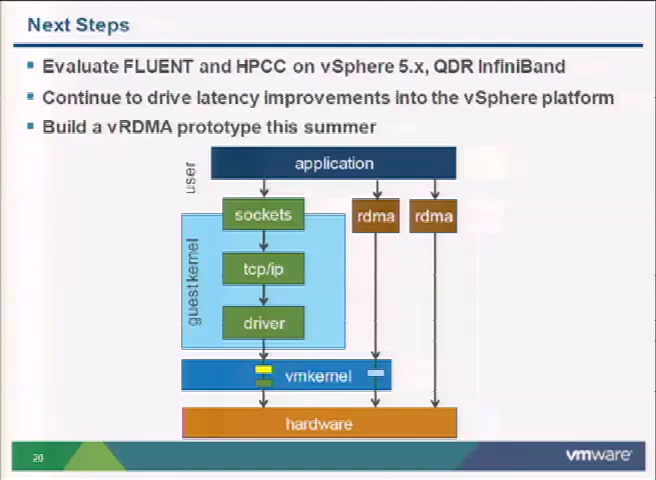 Next Steps
Evaluate FLUENT and HPCC on vSphere 5.x, QDR InfiniBand
Continue to drive latency improvements into the vSphere platform
Build a vRDMA prototype this summer
user
application
sockets
rdma
rdma
guest kernel
tcp/ip
driver
vmkernel
hardware
20
vmware